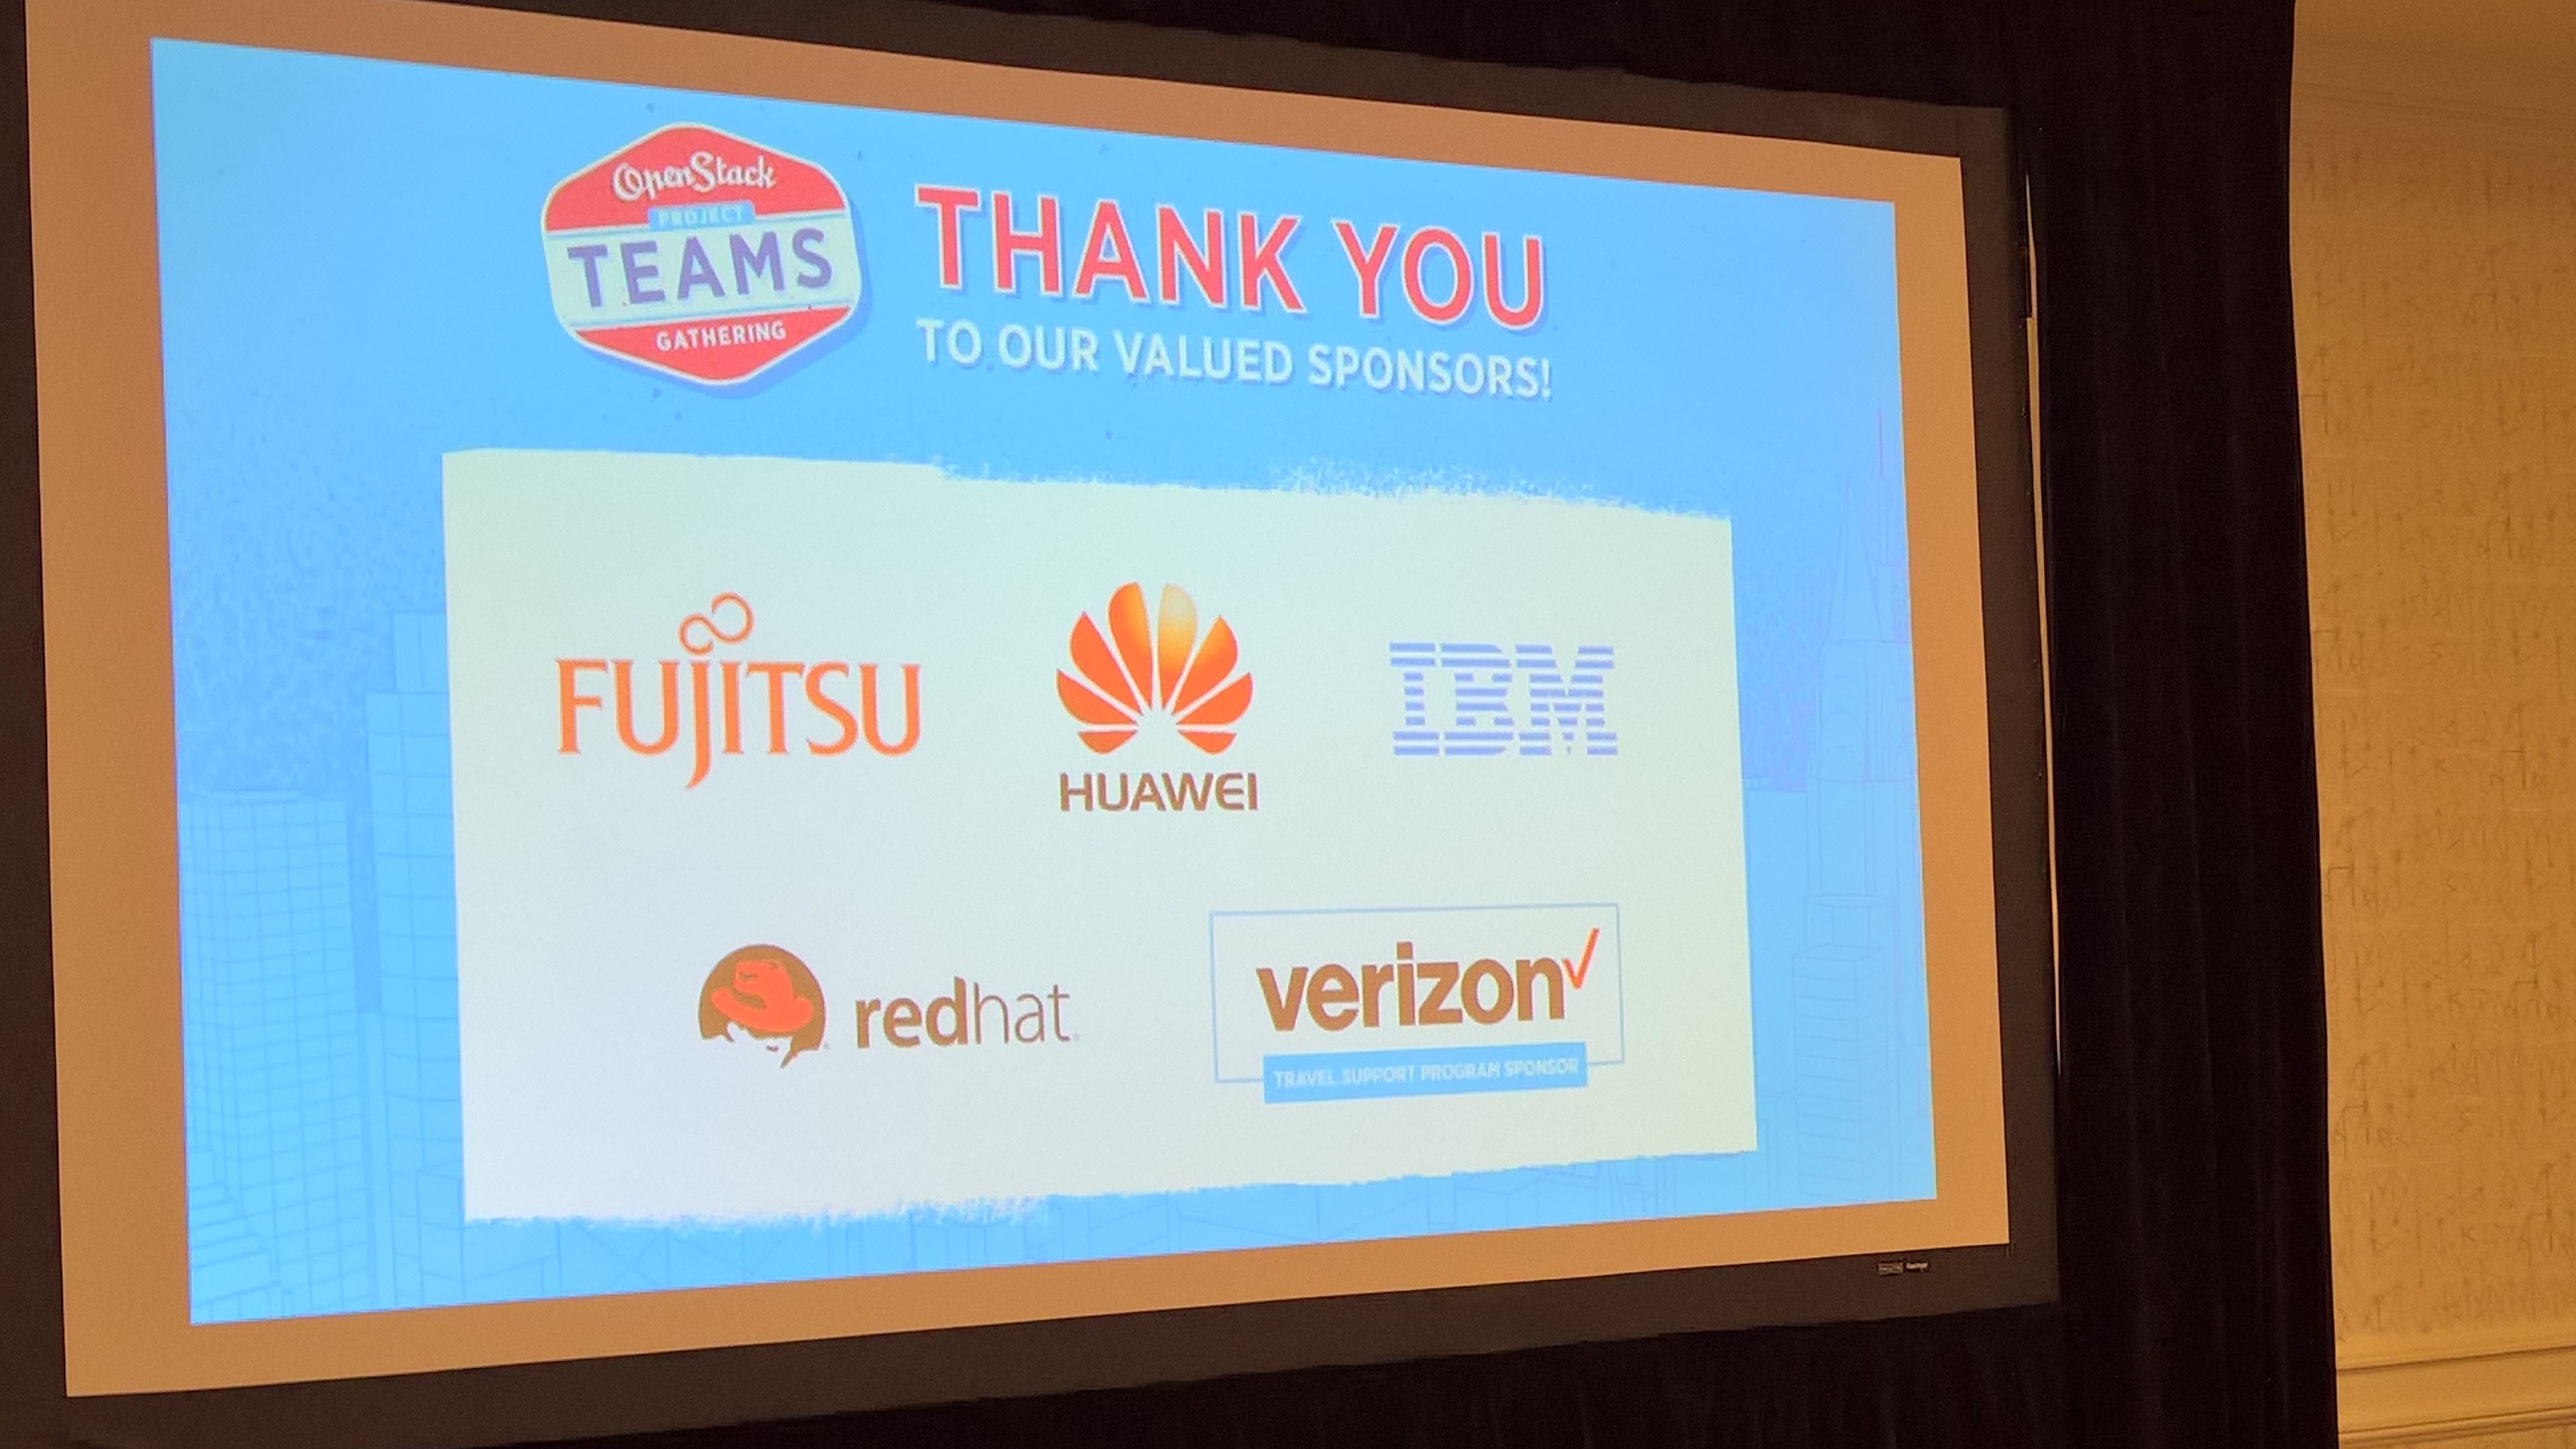 OpenStack
PROJECT
TEAMS
GATHERING
THANK YOU
TO OUR VALUED SPONSORS!
FUJITSU
HUAWEI
IBM
redhat
verizon
TRAVEL SUPPORT PROGRAM SPONSOR